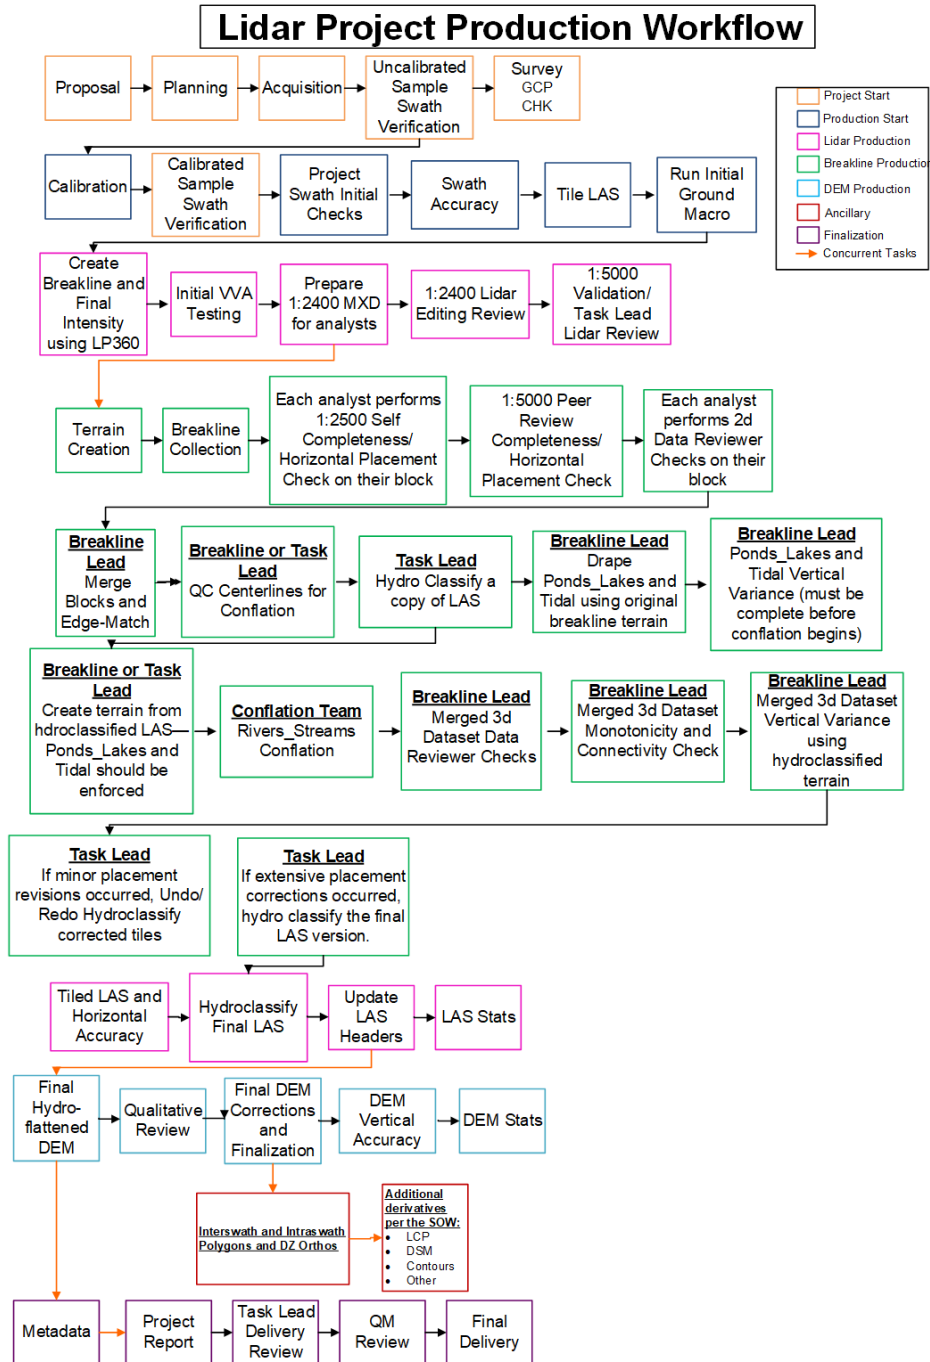 Lidar Project Production Workflow
Proposal
Planning
Acquisition
Uncalibrated
Sample
Swath
Verification
Survey
GCP
CHK
Project Start
Production Start
Lidar Production
Breakline Production
DEM Production
Ancillary
Finalization
Concurrent Tasks
Calibration
Calibrated
Sample
Swath
Verification
Project
Swath Initial
Checks
Swath
Accuracy
Tile LAS
Run Initial
Ground
Macro
Create
Breakline and
Final
Intensity
using LP360
Initial VVA
Testing
Prepare
1:2400 MXD
for analysts
1:2400 Lidar
Editing Review
1:5000
Validation/
Task Lead
Lidar Review
Terrain
Creation
Breakline
Collection
Each analyst performs
1:2500 Self
Completeness/
Horizontal Placement
Check on their block
1:5000 Peer
Review
Completeness/
Horizontal
Placement Check
Each analyst
performs 2d
Data Reviewer
Checks on their
block
Breakline
Lead
Merge
Blocks and
Edge-Match
Breakline or Task
Lead
QC Centerlines for
Conflation
Task Lead
Hydro Classify a
copy of LAS
Breakline Lead
Drape
Ponds_Lakes and
Tidal using original
breakline terrain
Breakline Lead
Ponds_Lakes and
Tidal Vertical
Variance (must be
complete before
conflation begins)
Breakline or Task
Lead
Create terrain from
hdroclassified LAS—
Ponds_Lakes and
Tidal should be
enforced
Conflation Team
Rivers_Streams
Conflation
Breakline Lead
Merged 3d
Dataset Data
Reviewer Checks
Breakline Lead
Merged 3d Dataset
Monotonicity and
Connectivity Check
Breakline Lead
Merged 3d Dataset
Vertical Variance
using
hydroclassified
terrain
Task Lead
If minor placement
revisions occurred, Undo/
Redo Hydroclassify
corrected tiles
Task Lead
If extensive placement
corrections occurred,
hydro classify the final
LAS version.
Tiled LAS and
Horizontal
Accuracy
Hydroclassify
Final LAS
Update
LAS
Headers
LAS Stats
Final
Hydro-
flattened
DEM
Qualitative
Review
Final DEM
Corrections
and
Finalization
DEM
Vertical
Accuracy
DEM Stats
Interswath and Intraswath
Polygons and DZ Orthos
Additional
derivatives
per the SOW:
• LCP
• DSM
• Contours
• Other
Metadata
Project
Report
Task Lead
Delivery
Review
QM
Review
Final
Delivery